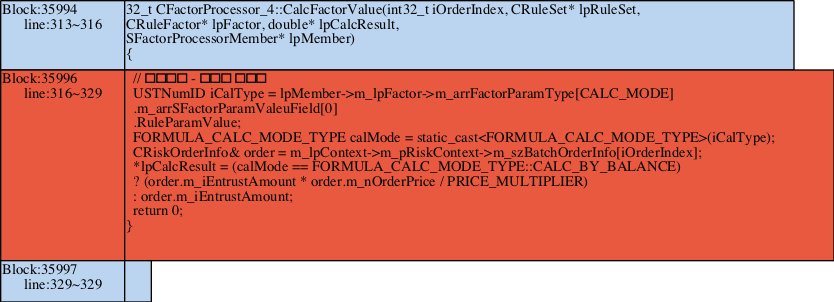 Block:35994
line:313~316
32_t CFactorProcessor_4::CalcFactorValue(int32_t iOrderIndex, CRuleSet* lpRuleSet,
CRuleFactor* lpFactor, double* lpCalcResult,
SFactorProcessorMember* lpMember)
{
Block:35996
line:316~329
// -
USTNumID iCalType = lpMember->m_lpFactor->m_arrFactorParamType[CALC_MODE]
.m_arrSFactorParamValeuField[0]
.RuleParamValue;
FORMULA_CALC_MODE_TYPE calMode = static_cast<FORMULA_CALC_MODE_TYPE>(iCalType);
CRiskOrderInfo& order = m_lpContext->m_pRiskContext->m_szBatchOrderInfo[iOrderIndex];
*lpCalcResult = (calMode == FORMULA_CALC_MODE_TYPE::CALC_BY_BALANCE)
? (order.m_iEntrustAmount * order.m_nOrderPrice / PRICE_MULTIPLIER)
: order.m_iEntrustAmount;
return 0;
}
Block:35997
line:329~329